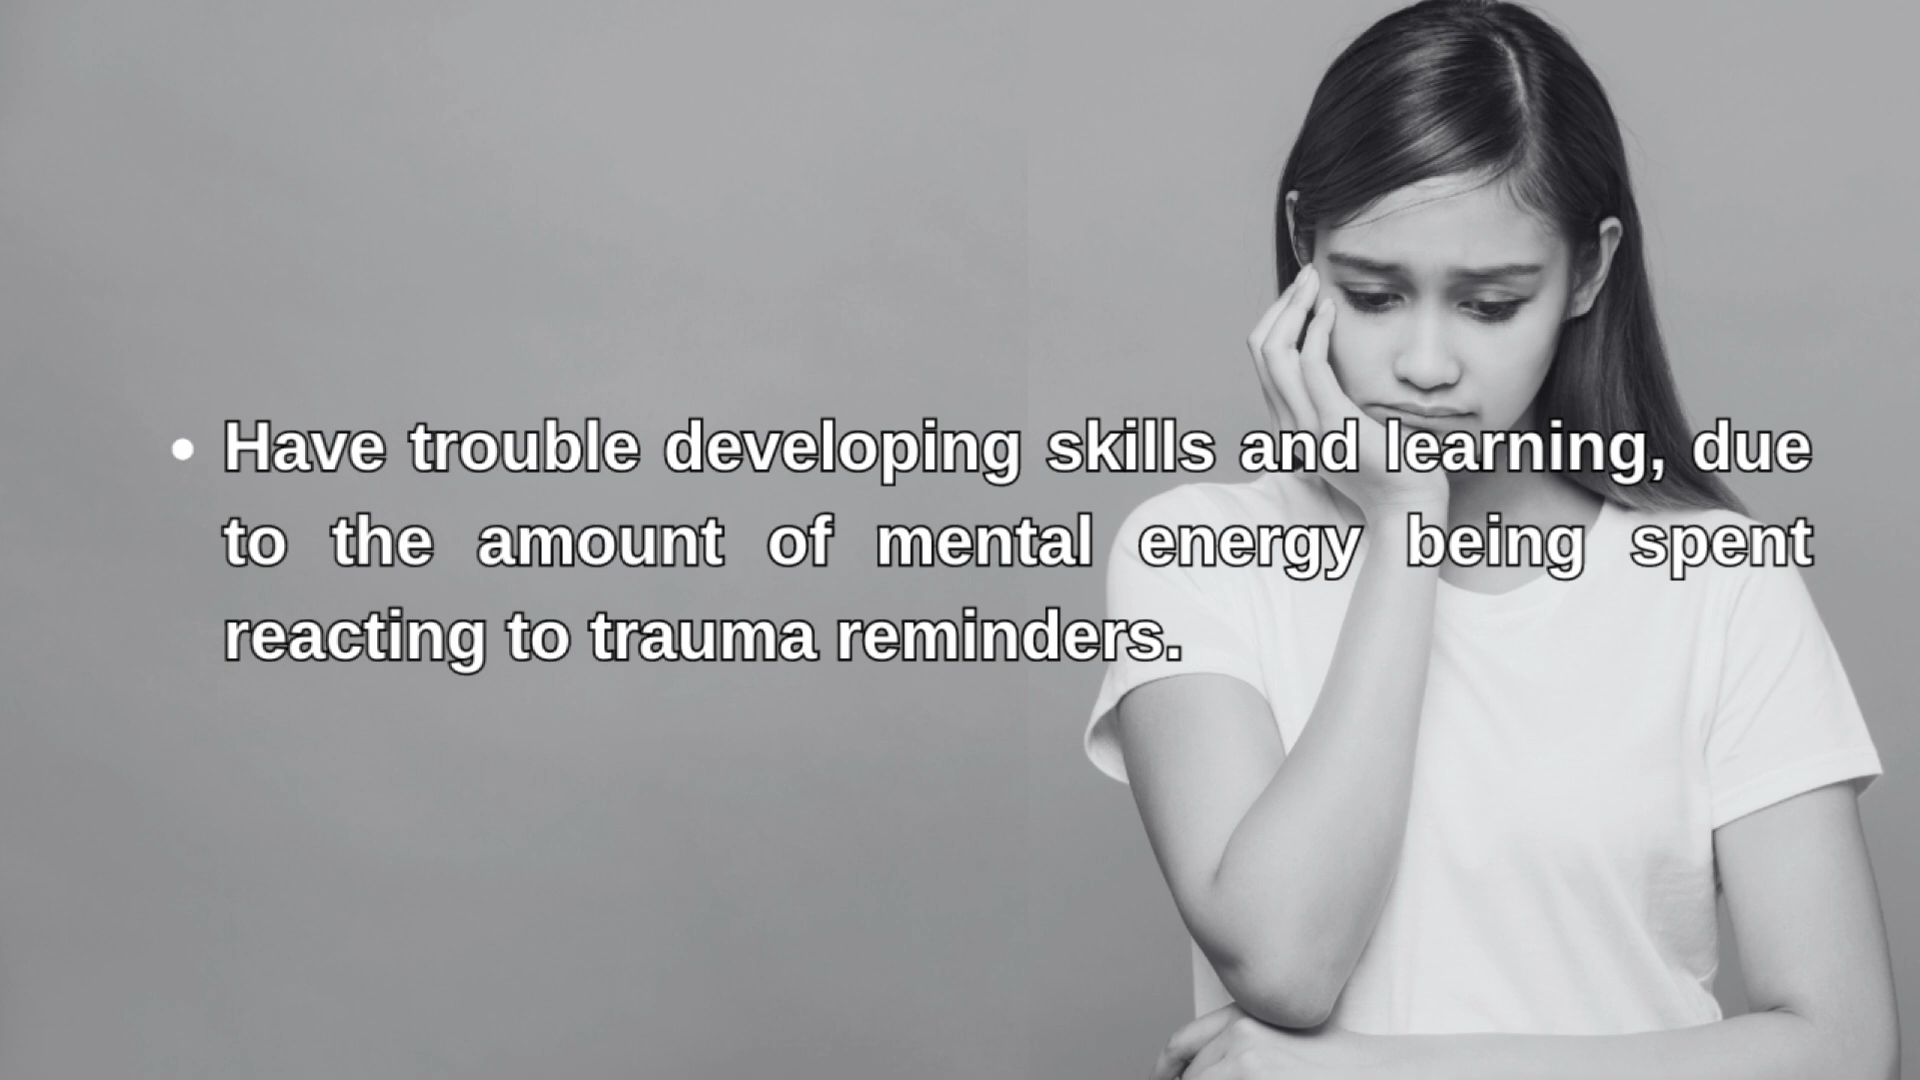 • Have trouble developing skills and learning, due
to the amount of mental energy being spent
reacting to trauma reminders.